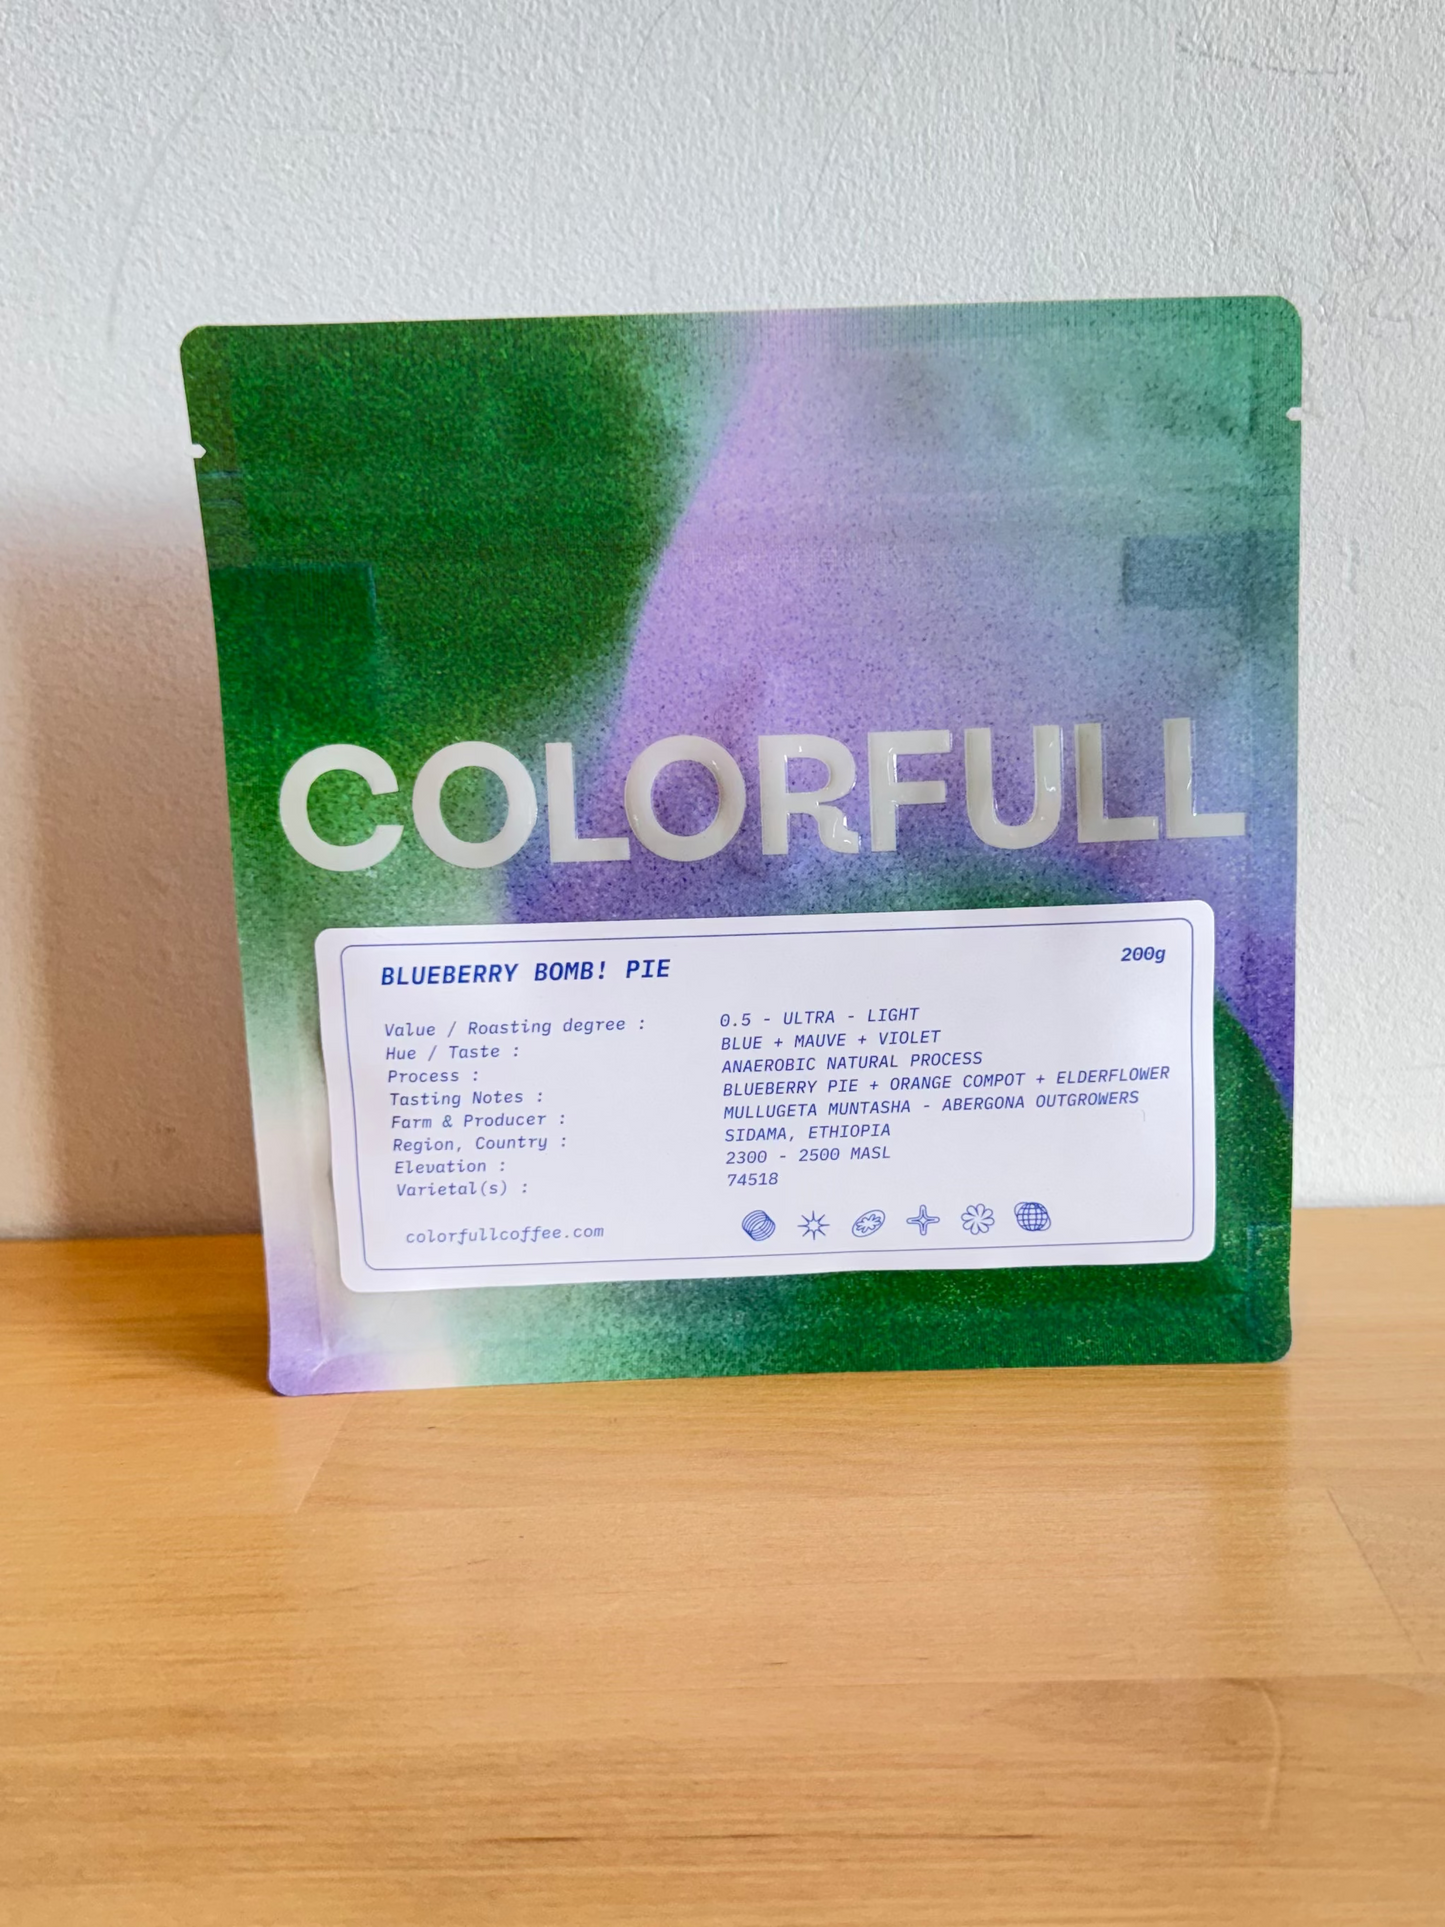 COLORFULL
BLUEBERRY BOMB! PIE
200g
Value / Roasting degree : 0.5 - ULTRA - LIGHT
Hue / Taste : BLUE + MAUVE + VIOLET
Process : ANAEROBIC NATURAL PROCESS
Tasting Notes : BLUEBERRY PIE + ORANGE COMPOT + ELDERFLOWER
Farm & Producer : MULLUGETA MUNTASHA - ABERGONA OUTGROWERS
Region, Country : SIDAMA, ETHIOPIA
Elevation : 2300 - 2500 MASL
Varietal(s) : 74518
colorfullcoffee.com